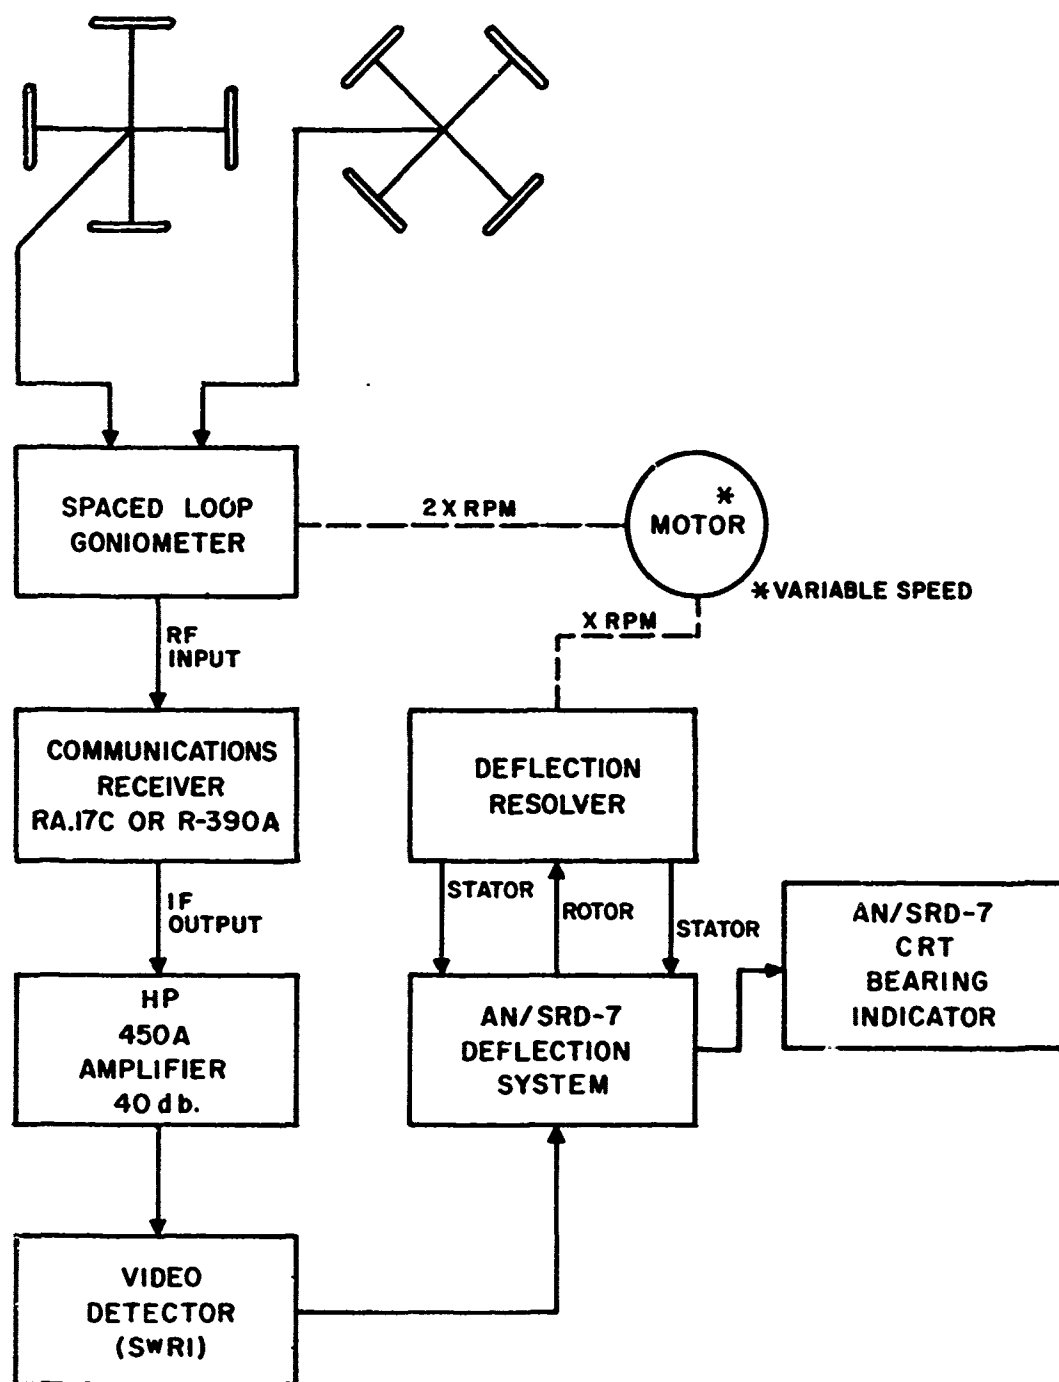 SPACED LOOP
GONIOMETER
2X RPM
*
MOTOR
* VARIABLE SPEED
X RPM
RF
INPUT
COMMUNICATIONS
RECEIVER
RA.17C OR R-390A
DEFLECTION
RESOLVER
IF
OUTPUT
STATOR
ROTOR
STATOR
AN/SRD-7
CRT
BEARING
INDICATOR
HP
450A
AMPLIFIER
40 db.
AN/SRD-7
DEFLECTION
SYSTEM
VIDEO
DETECTOR
(SWRI)